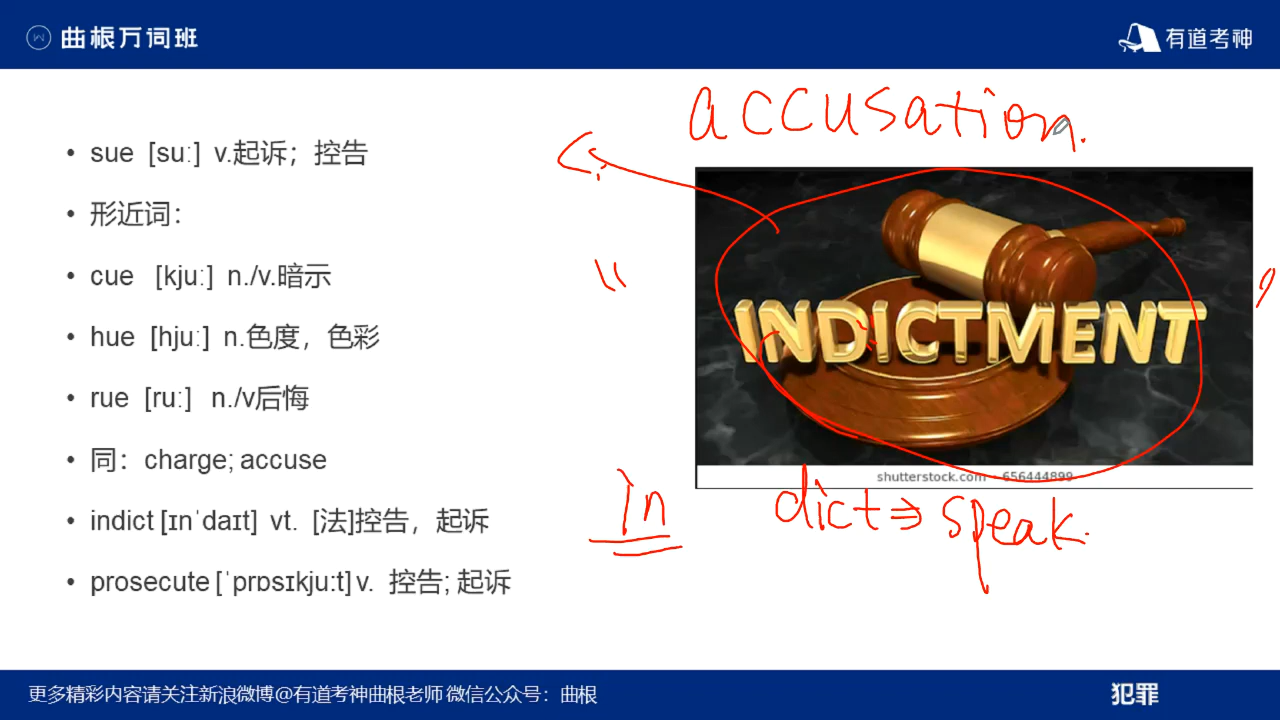 曲根万词班
有道考神
accusation.
• sue [suː] v.起诉；控告
• 形近词：
• cue [kjuː] n./v.暗示
• hue [hjuː] n.色度，色彩
• rue [ruː] n./v后悔
• 同：charge; accuse
• indict [ɪnˈdaɪt] vt. [法]控告，起诉
• prosecute [ˈprɒsɪkjuːt] v. 控告; 起诉
INDICTMENT
shutterstock.com · 656444899
in dict ⇒ speak.
更多精彩内容请关注新浪微博@有道考神曲根老师 微信公众号：曲根
犯罪